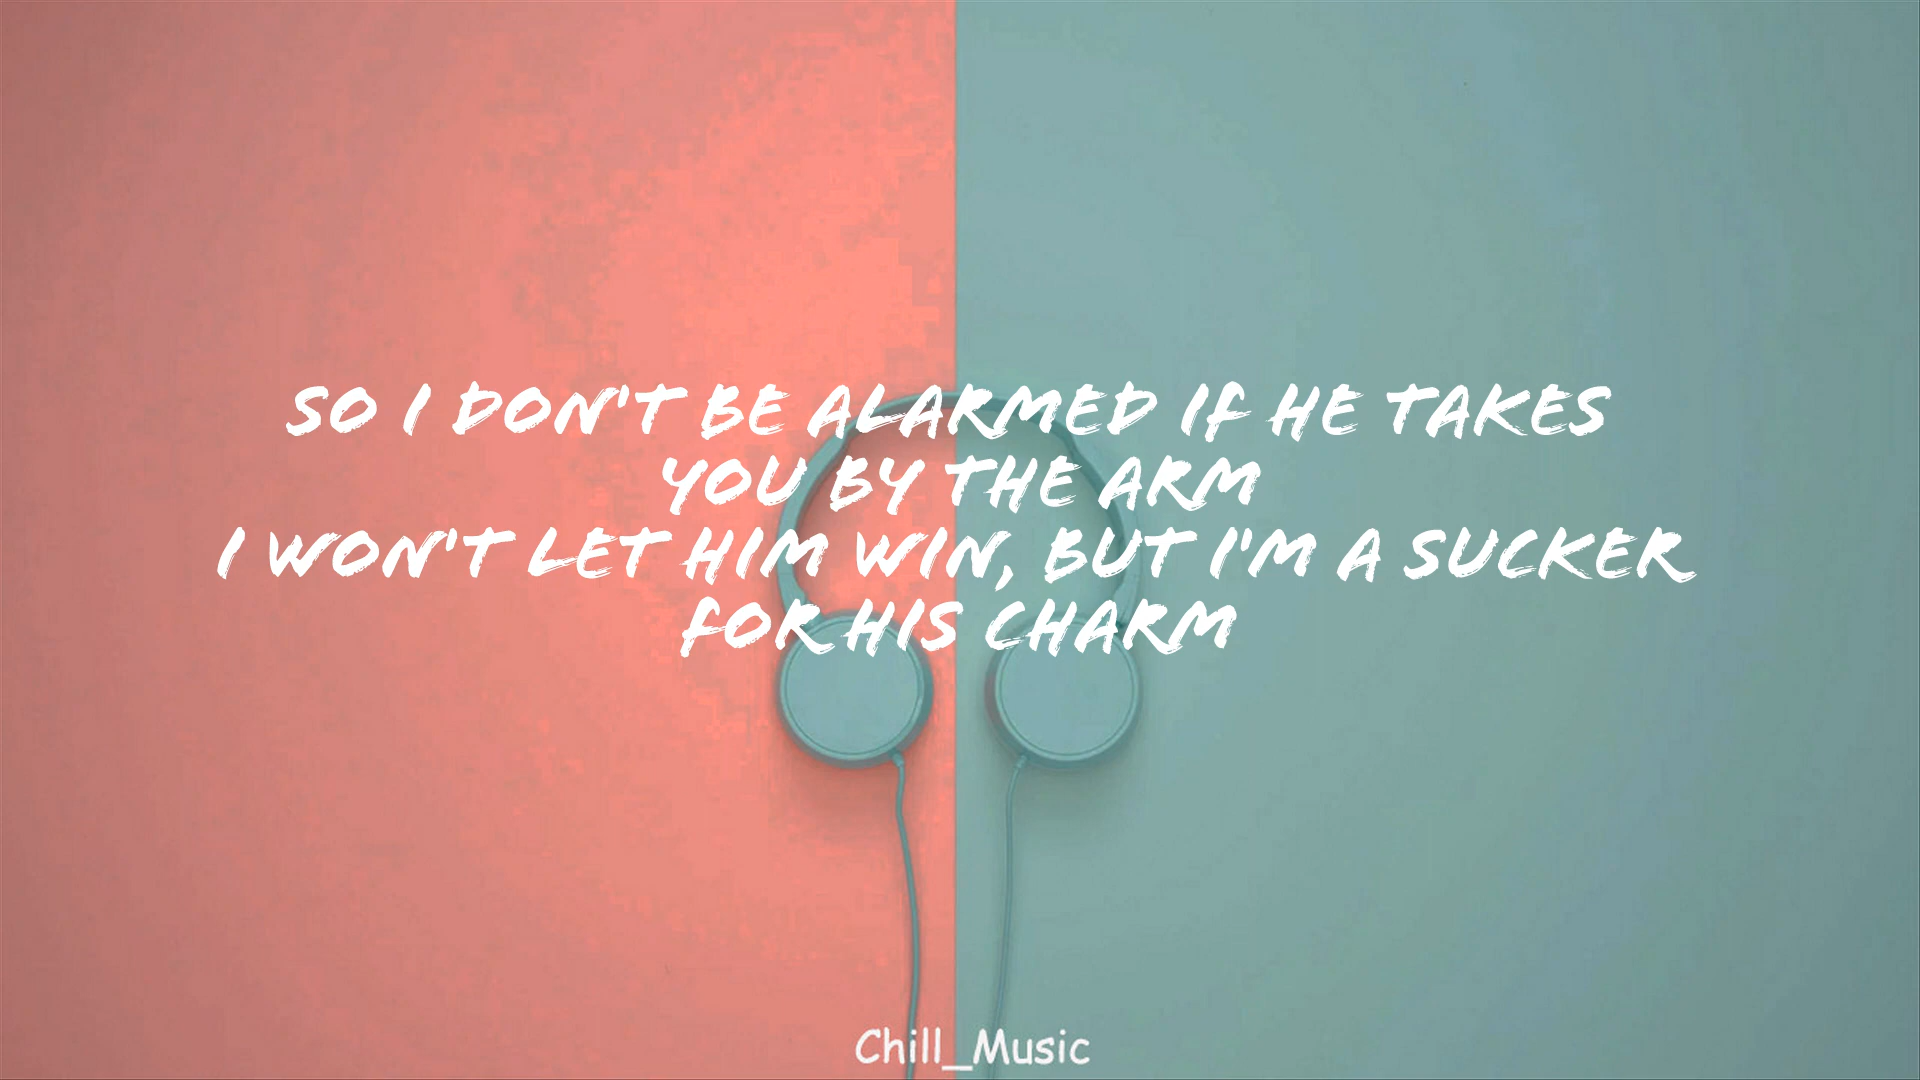 SO I DON'T BE ALARMED IF HE TAKES
YOU BY THE ARM
I WON'T LET HIM WIN, BUT I'M A SUCKER
FOR HIS CHARM
Chill_Music